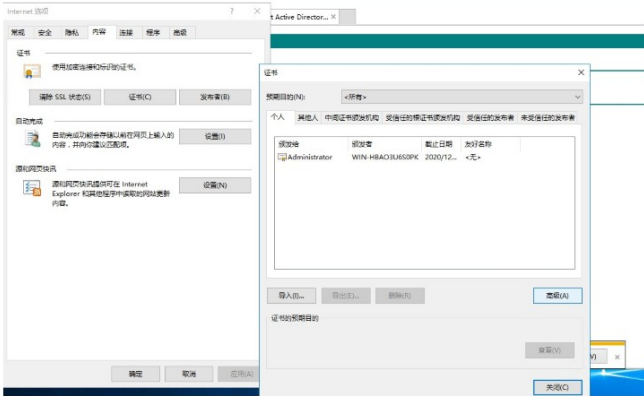 Internet 选项
? ×
t Active Director... ×
常规 安全 隐私 内容 连接 程序 高级
证书
使用加密连接和标识的证书。
清除 SSL 状态(S) 证书(C) 发布者(B)
自动完成
自动完成功能会存储以前在网页上输入的
内容，并向你建议匹配项。
设置(I)
源和网页快讯
源和网页快讯提供可在 Internet
Explorer 和其他程序中读取的网站更新
内容。
设置(N)
确定 取消 应用(A)
证书
×
预期目的(N): <所有>
个人 其他人 中间证书颁发机构 受信任的根证书颁发机构 受信任的发布者 未受信任的发布者
颁发给 颁发者 截止日期 友好名称
Administrator WIN-HBAO3U6S0PK 2020/12... <无>
导入(I)... 导出(E)... 删除(R) 高级(A)
证书的预期目的
查看(V)
V) ×
关闭(C)